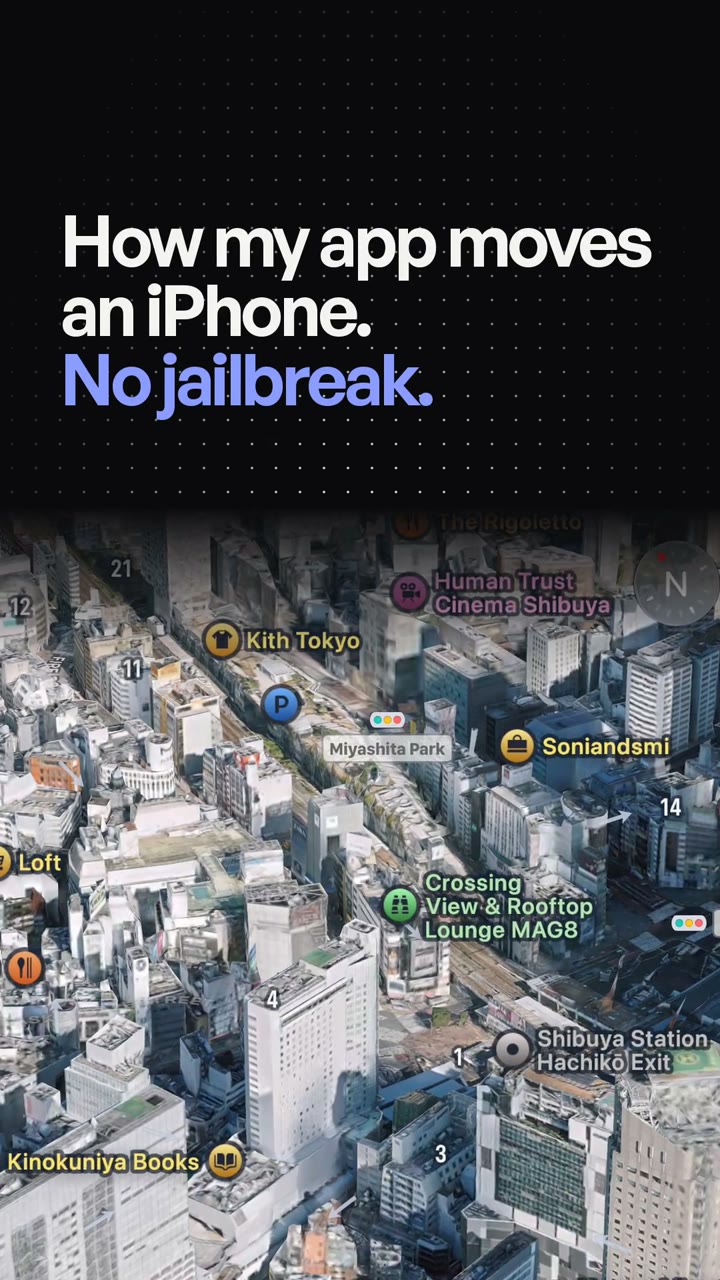 How my app moves
an iPhone.
No jailbreak.
The Rigoletto
21
Human Trust
Cinema Shibuya
N
12
Kith Tokyo
11
P
Miyashita Park
Soniandsmi
14
Loft
Crossing
View & Rooftop
Lounge MAG8
4
Shibuya Station
Hachikō Exit
1
3
Kinokuniya Books